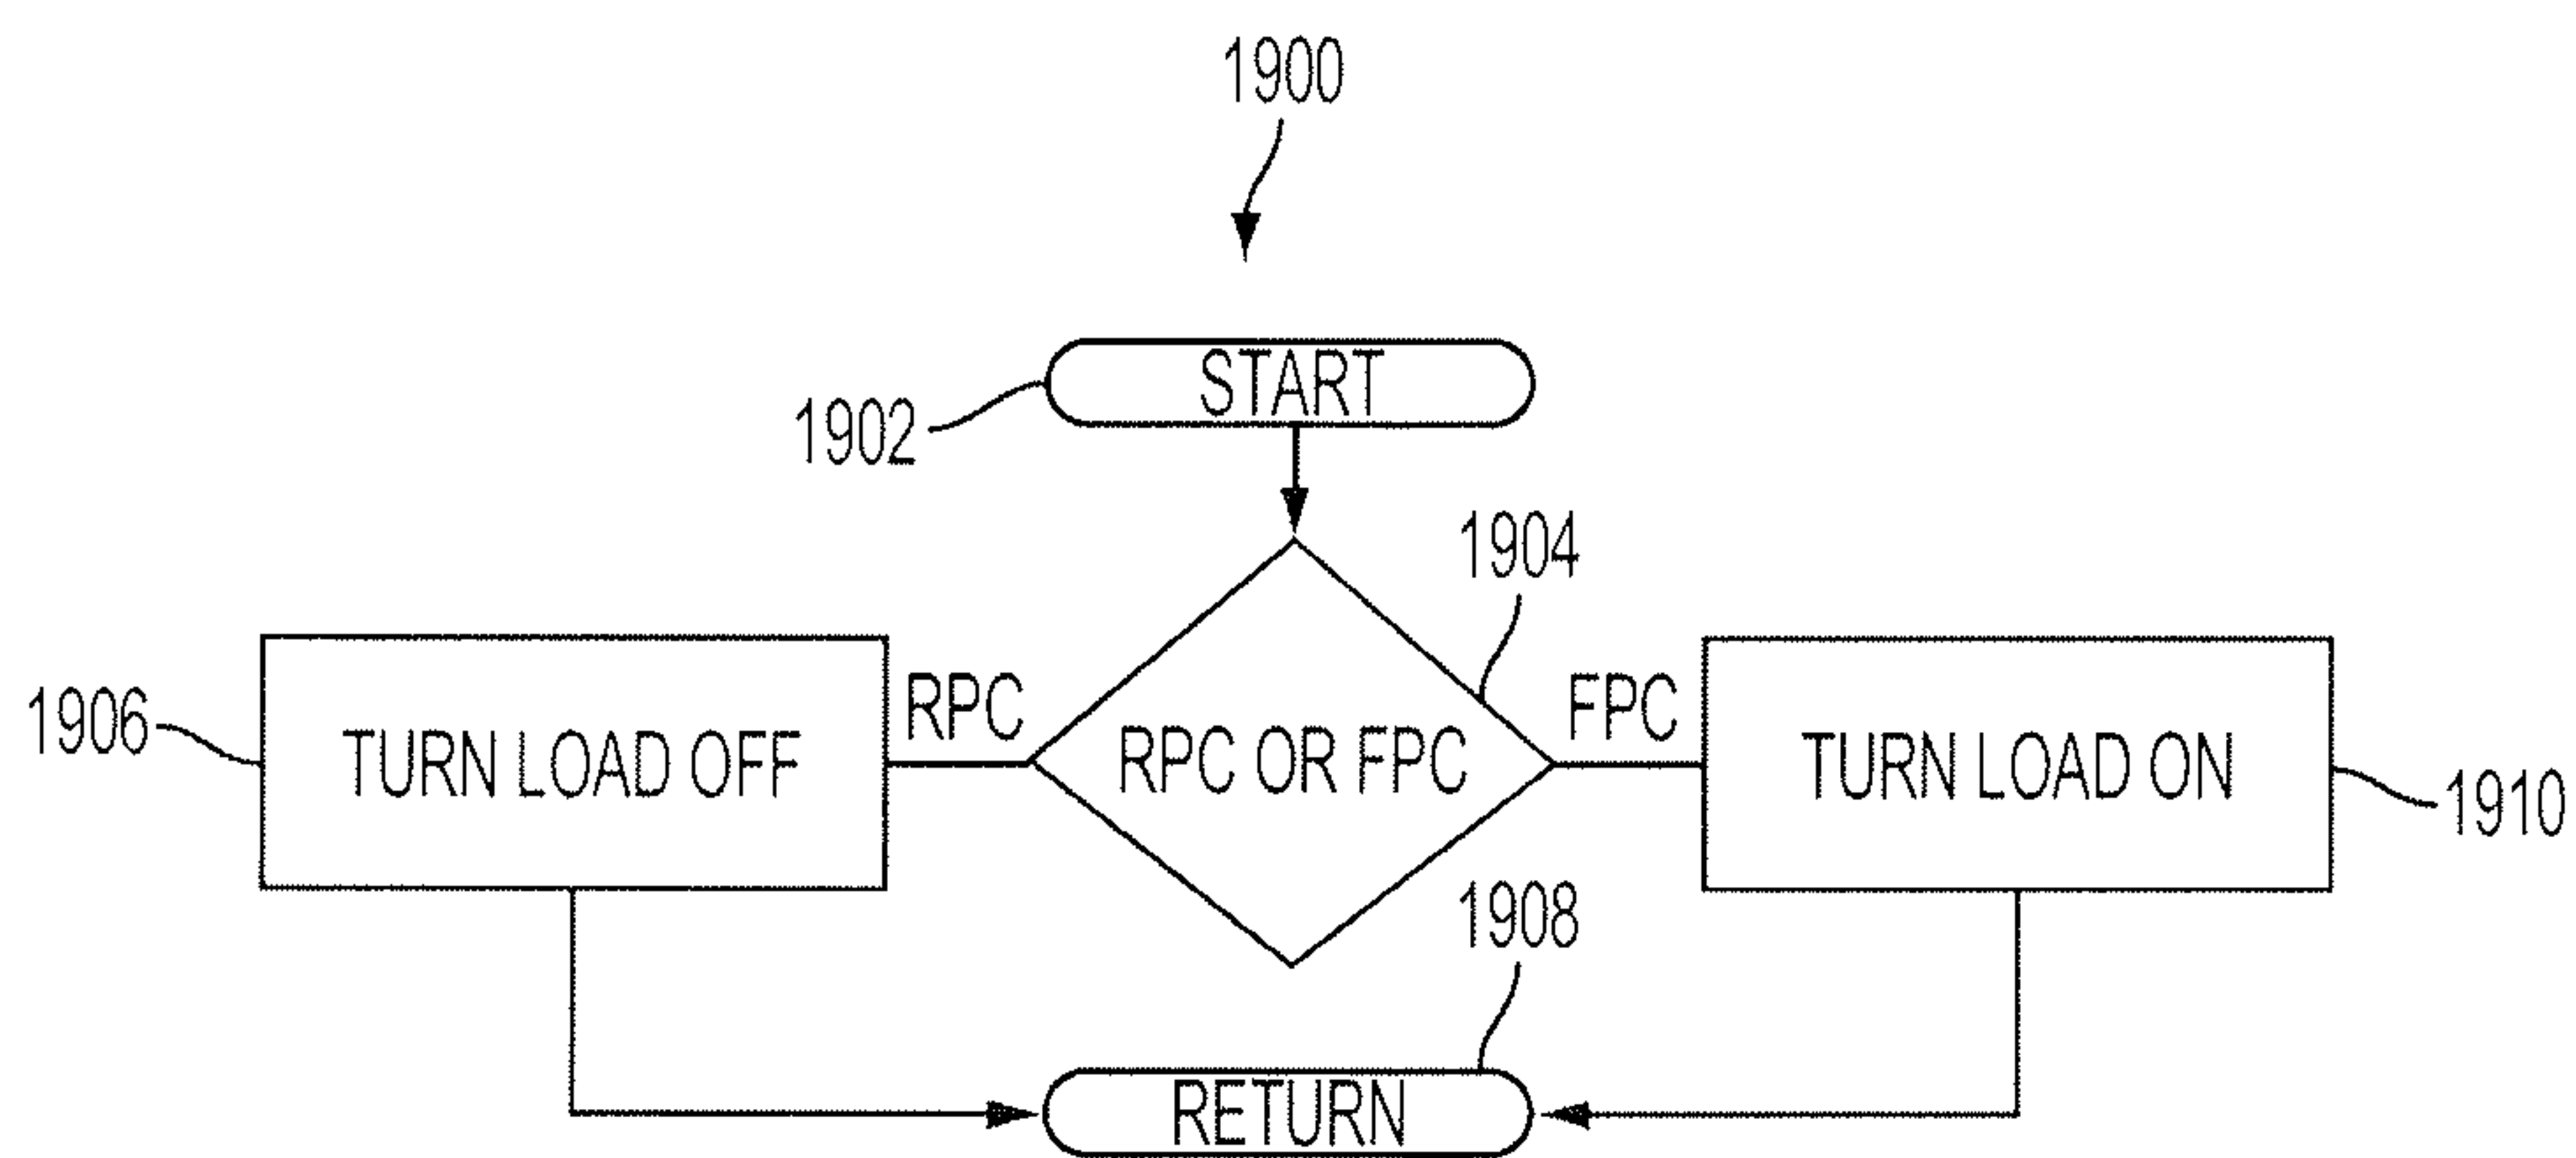 1900
START
1902
1904
RPC
FPC
1906
TURN LOAD OFF
RPC OR FPC
TURN LOAD ON
1910
1908
RETURN